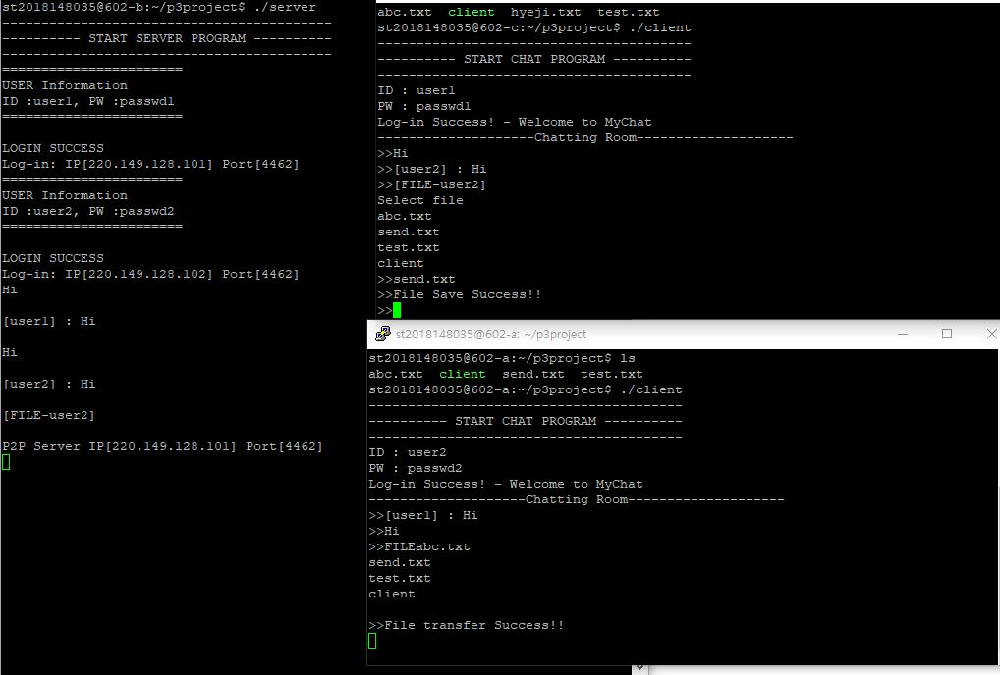 st2018148035@602-b:~/p3project$ ./server
------------------------------------------
---------- START SERVER PROGRAM ----------
------------------------------------------
=======================
USER Information
ID :user1, PW :passwd1
=======================
LOGIN SUCCESS
Log-in: IP[220.149.128.101] Port[4462]
=======================
USER Information
ID :user2, PW :passwd2
=======================
LOGIN SUCCESS
Log-in: IP[220.149.128.102] Port[4462]
Hi
[user1] : Hi
Hi
[user2] : Hi
[FILE-user2]
P2P Server IP[220.149.128.101] Port[4462]
abc.txt  client  hyeji.txt  test.txt
st2018148035@602-c:~/p3project$ ./client
----------------------------------------
---------- START CHAT PROGRAM ----------
----------------------------------------
ID : user1
PW : passwd1
Log-in Success! - Welcome to MyChat
--------------------Chatting Room--------------------
>>Hi
>>[user2] : Hi
>>[FILE-user2]
Select file
abc.txt
send.txt
test.txt
client
>>send.txt
>>File Save Success!!
>>
st2018148035@602-a: ~/p3project
st2018148035@602-a:~/p3project$ ls
abc.txt  client  send.txt  test.txt
st2018148035@602-a:~/p3project$ ./client
----------------------------------------
---------- START CHAT PROGRAM ----------
----------------------------------------
ID : user2
PW : passwd2
Log-in Success! - Welcome to MyChat
--------------------Chatting Room--------------------
>>[user1] : Hi
>>Hi
>>FILEabc.txt
send.txt
test.txt
client
>>File transfer Success!!